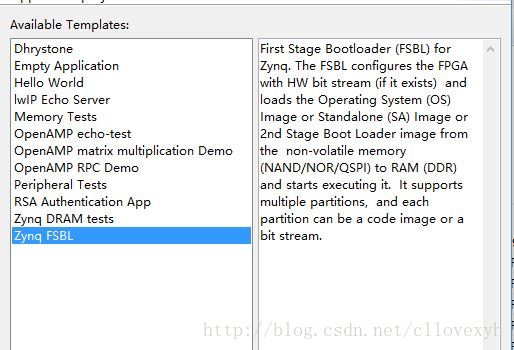 Available Templates:
Dhrystone
Empty Application
Hello World
lwIP Echo Server
Memory Tests
OpenAMP echo-test
OpenAMP matrix multiplication Demo
OpenAMP RPC Demo
Peripheral Tests
RSA Authentication App
Zynq DRAM tests
Zynq FSBL
First Stage Bootloader (FSBL) for
Zynq. The FSBL configures the FPGA
with HW bit stream (if it exists)  and
loads the Operating System (OS)
Image or Standalone (SA) Image or
2nd Stage Boot Loader image from
the  non-volatile memory
(NAND/NOR/QSPI) to RAM (DDR)
and starts executing it.  It supports
multiple partitions,  and each
partition can be a code image or a
bit stream.
http://blog.csdn.net/cllovexyh